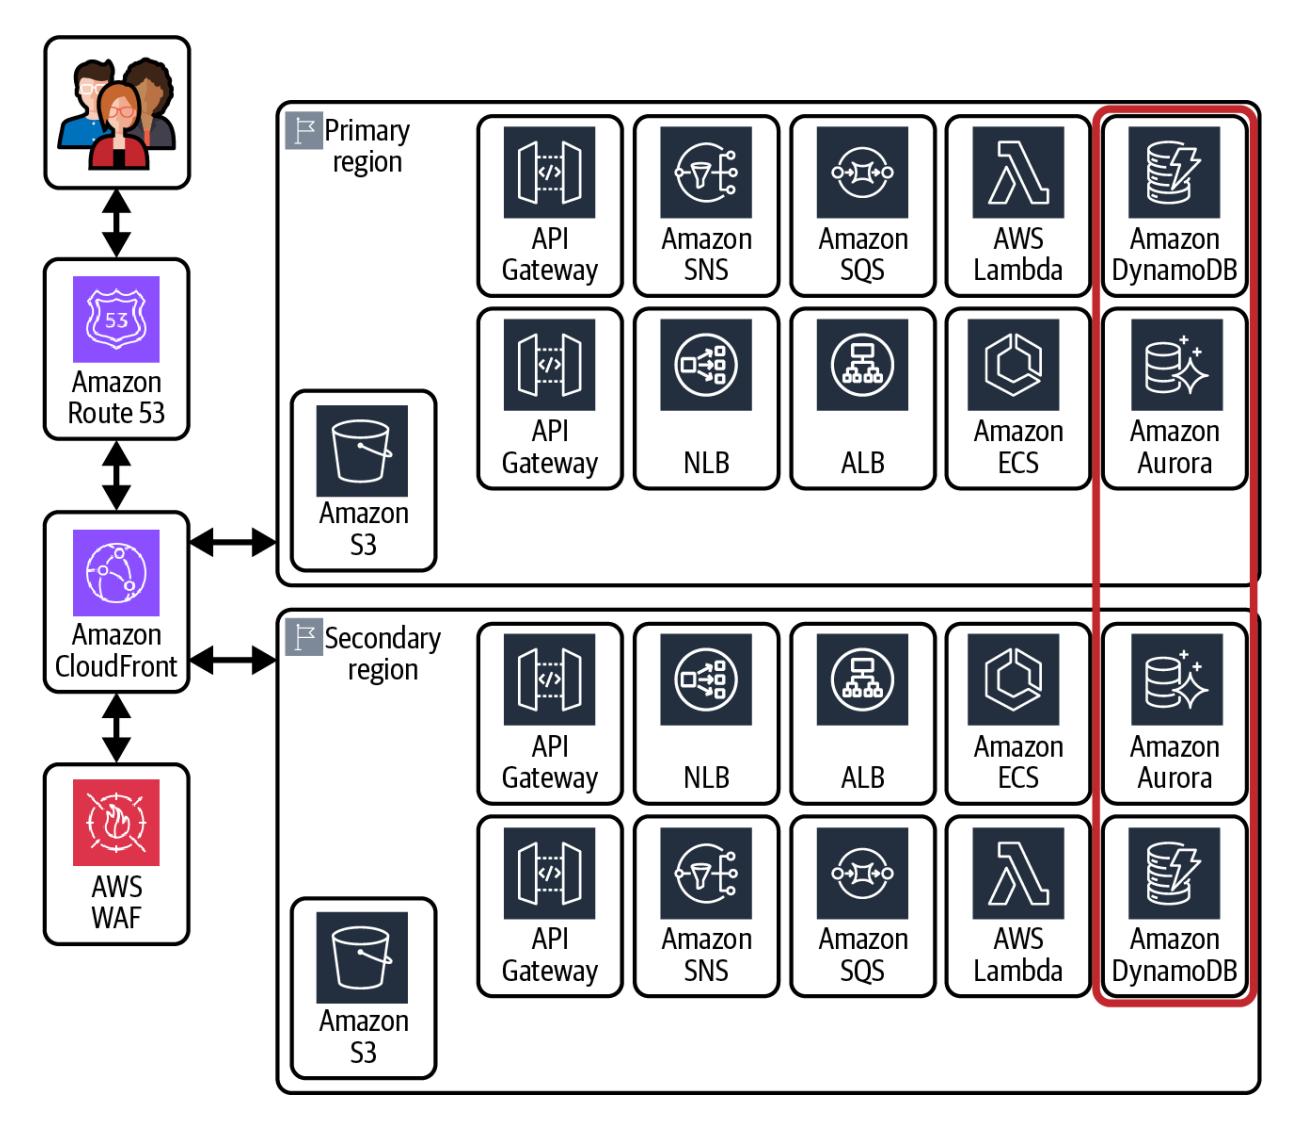 Primary
region
API
Gateway
Amazon
SNS
Amazon
SQS
AWS
Lambda
Amazon
DynamoDB
API
Gateway
NLB
ALB
Amazon
ECS
Amazon
Aurora
Amazon
S3
53
Amazon
Route 53
Amazon
CloudFront
AWS
WAF
Secondary
region
API
Gateway
NLB
ALB
Amazon
ECS
Amazon
Aurora
API
Gateway
Amazon
SNS
Amazon
SQS
AWS
Lambda
Amazon
DynamoDB
Amazon
S3